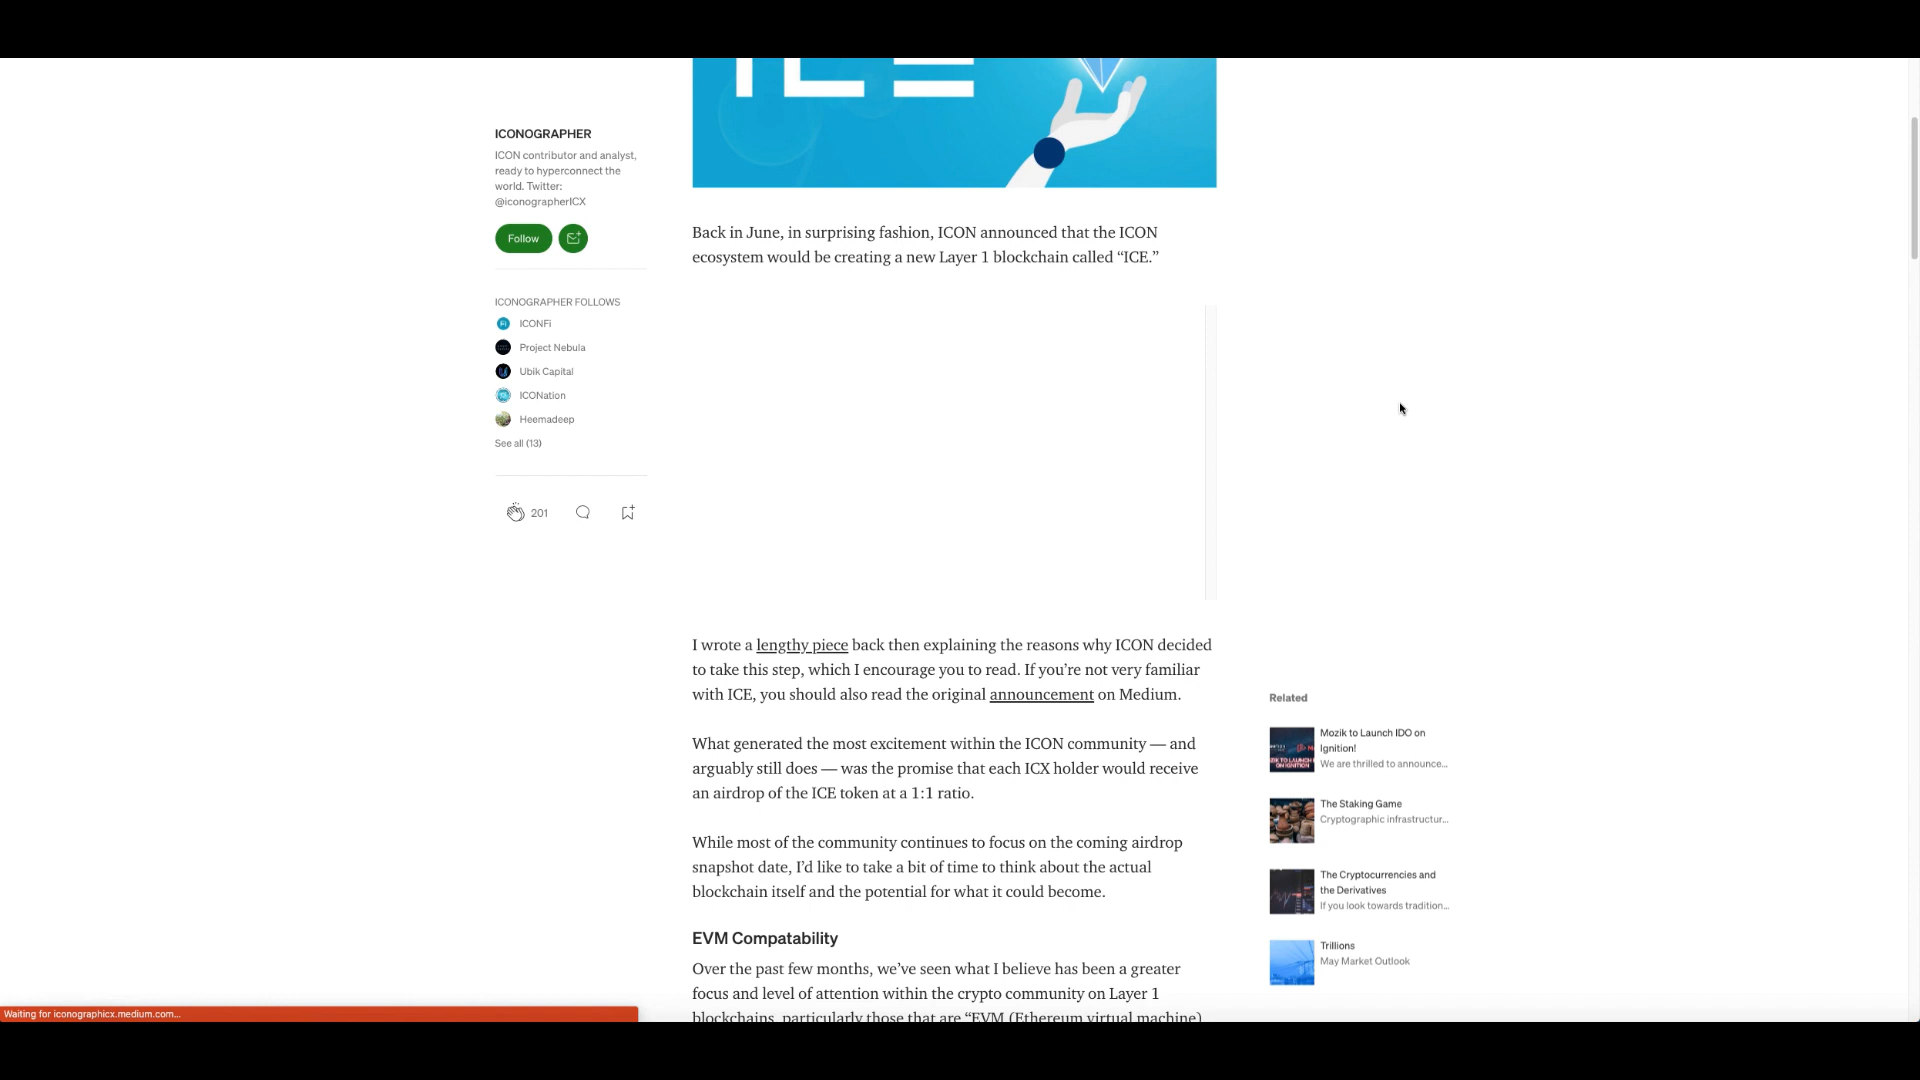 ICE
ICONOGRAPHER
ICON contributor and analyst,
ready to hyperconnect the
world. Twitter:
@iconographerICX
Follow
ICONOGRAPHER FOLLOWS
ICONFi
Project Nebula
Ubik Capital
ICONation
Heemadeep
See all (13)
201
Back in June, in surprising fashion, ICON announced that the ICON
ecosystem would be creating a new Layer 1 blockchain called “ICE.”
I wrote a lengthy piece back then explaining the reasons why ICON decided
to take this step, which I encourage you to read. If you’re not very familiar
with ICE, you should also read the original announcement on Medium.
What generated the most excitement within the ICON community — and
arguably still does — was the promise that each ICX holder would receive
an airdrop of the ICE token at a 1:1 ratio.
While most of the community continues to focus on the coming airdrop
snapshot date, I’d like to take a bit of time to think about the actual
blockchain itself and the potential for what it could become.
EVM Compatability
Over the past few months, we’ve seen what I believe has been a greater
focus and level of attention within the crypto community on Layer 1
blockchains, particularly those that are “EVM (Ethereum virtual machine)
Related
Mozik to Launch IDO on
Ignition!
We are thrilled to announce...
The Staking Game
Cryptographic infrastructur...
The Cryptocurrencies and
the Derivatives
If you look towards tradition...
Trillions
May Market Outlook
Waiting for iconographicx.medium.com...